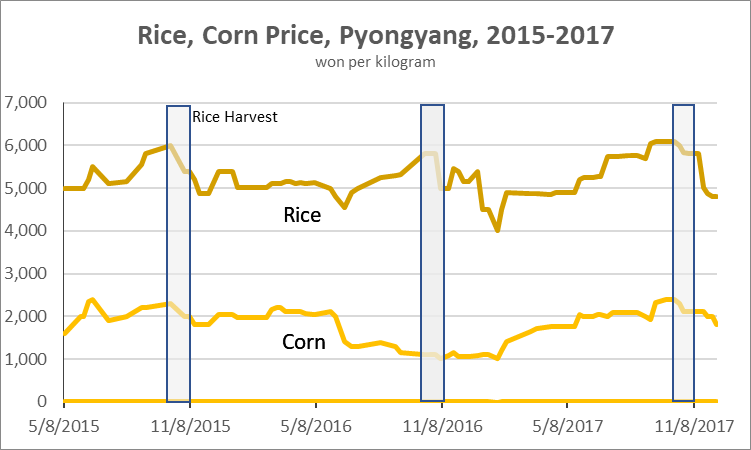 Rice, Corn Price, Pyongyang, 2015-2017
won per kilogram
7,000
Rice Harvest
6,000
5,000
Rice
4,000
3,000
2,000
Corn
1,000
0
5/8/2015 11/8/2015 5/8/2016 11/8/2016 5/8/2017 11/8/2017